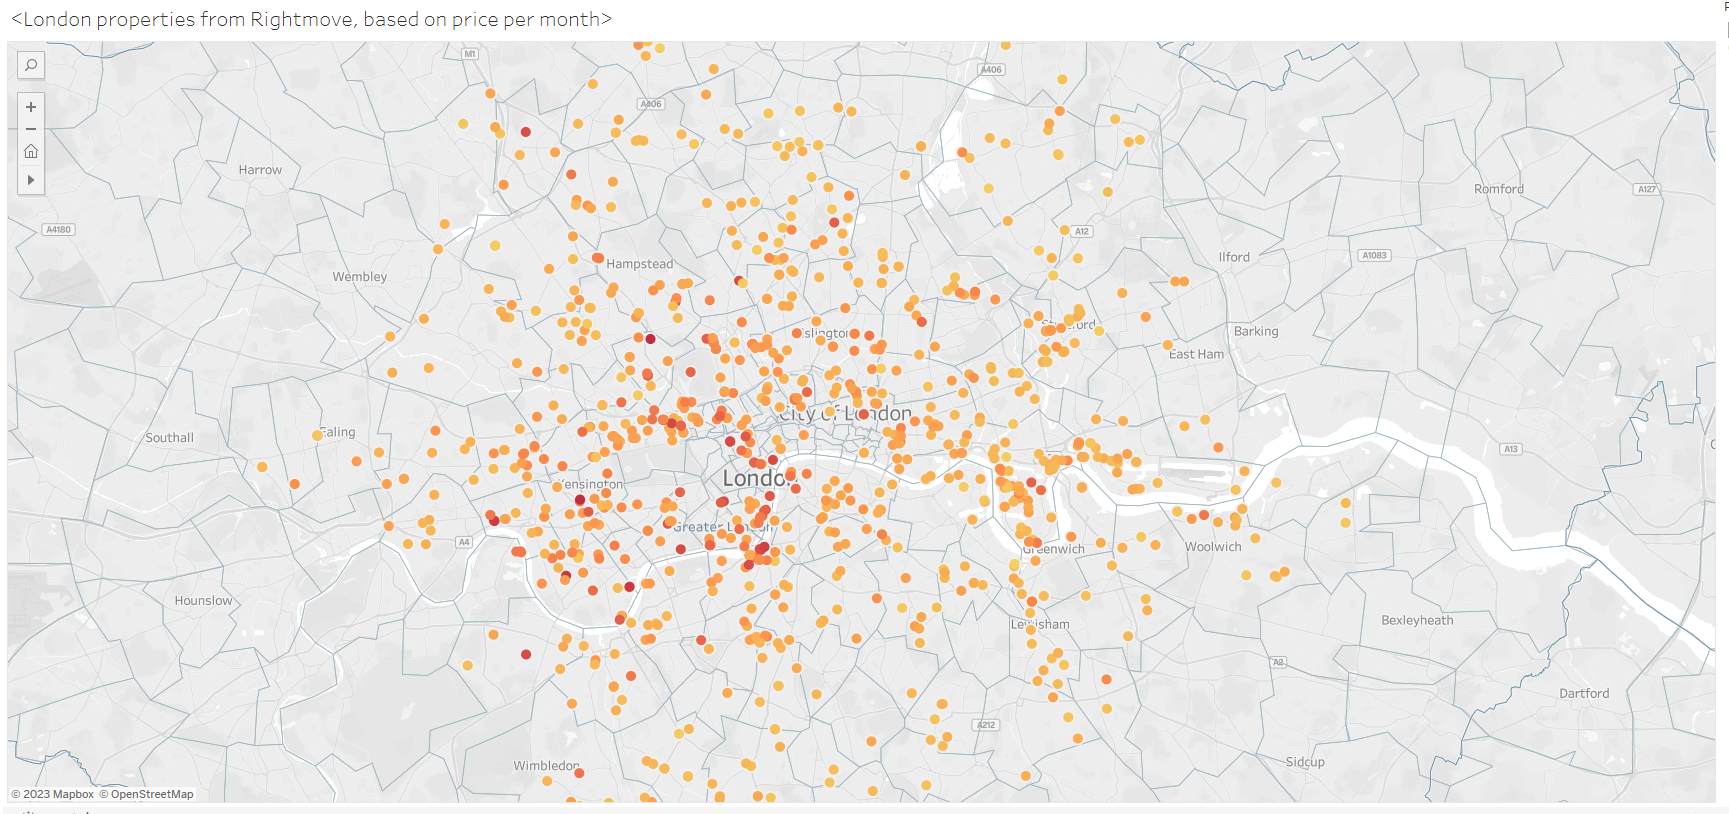 <London properties from Rightmove, based on price per month>
M1
A406
A406
Harrow
Romford
A127
A4180
A12
Hampstead
Ilford
A1083
Wembley
Islington
Barking
East Ham
City of London
Southall
Ealing
A13
London
Kensington
Greater London
A4
Greenwich
Woolwich
Hounslow
Lewisham
Bexleyheath
A2
Dartford
A212
Wimbledon
Sidcup
© 2023 Mapbox © OpenStreetMap